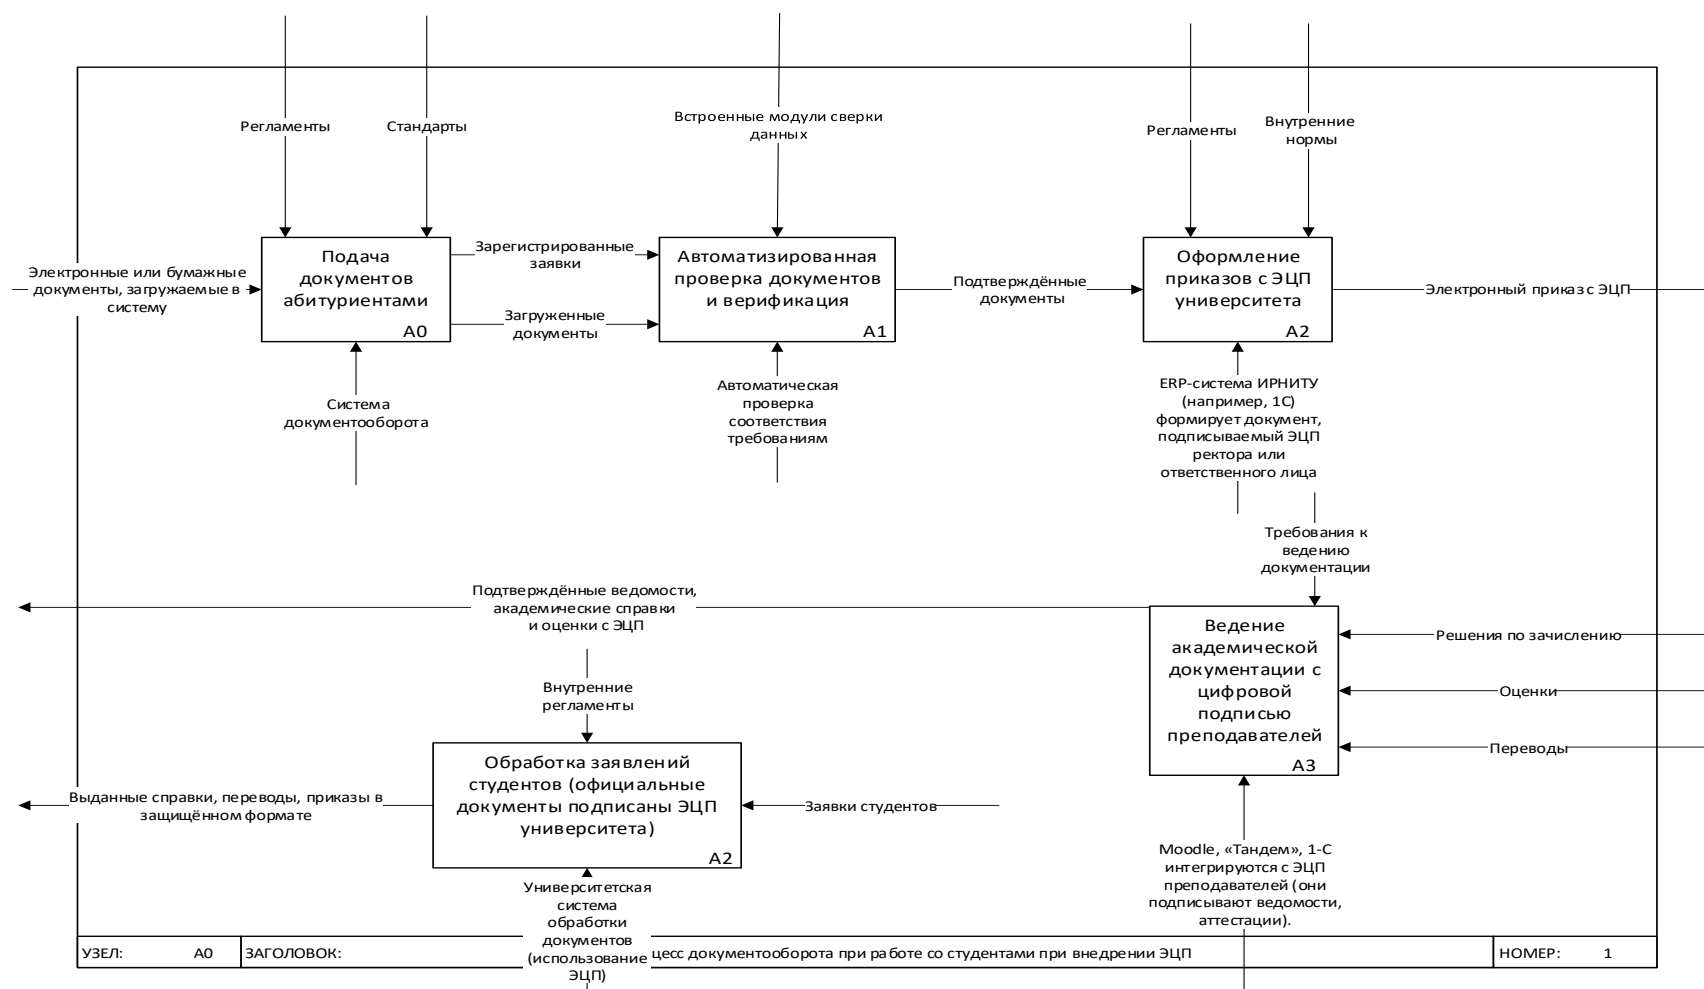 Регламенты
Стандарты
Встроенные модули сверки
данных
Регламенты
Внутренние
нормы
Электронные или бумажные
документы, загружаемые в
систему
Подача
документов
абитуриентами
A0
Зарегистрированные
заявки
Загруженные
документы
Автоматизированная
проверка документов
и верификация
A1
Подтверждённые
документы
Оформление
приказов с ЭЦП
университета
A2
Электронный приказ с ЭЦП
Система
документооборота
Автоматическая
проверка
соответствия
требованиям
ERP-система ИРНИТУ
(например, 1С)
формирует документ,
подписываемый ЭЦП
ректора или
ответственного лица
Требования к
ведению
документации
Подтверждённые ведомости,
академические справки
и оценки с ЭЦП
Ведение
академической
документации с
цифровой
подписью
преподавателей
A3
Решения по зачислению
Оценки
Переводы
Внутренние
регламенты
Обработка заявлений
студентов (официальные
документы подписаны ЭЦП
университета)
A2
Выданные справки, переводы, приказы в
защищённом формате
Заявки студентов
Moodle, «Тандем», 1-С
интегрируются с ЭЦП
преподавателей (они
подписывают ведомости,
аттестации).
Университетская
система
обработки
документов
(использование
ЭЦП)
УЗЕЛ: A0
ЗАГОЛОВОК: цесс документооборота при работе со студентами при внедрении ЭЦП
НОМЕР: 1